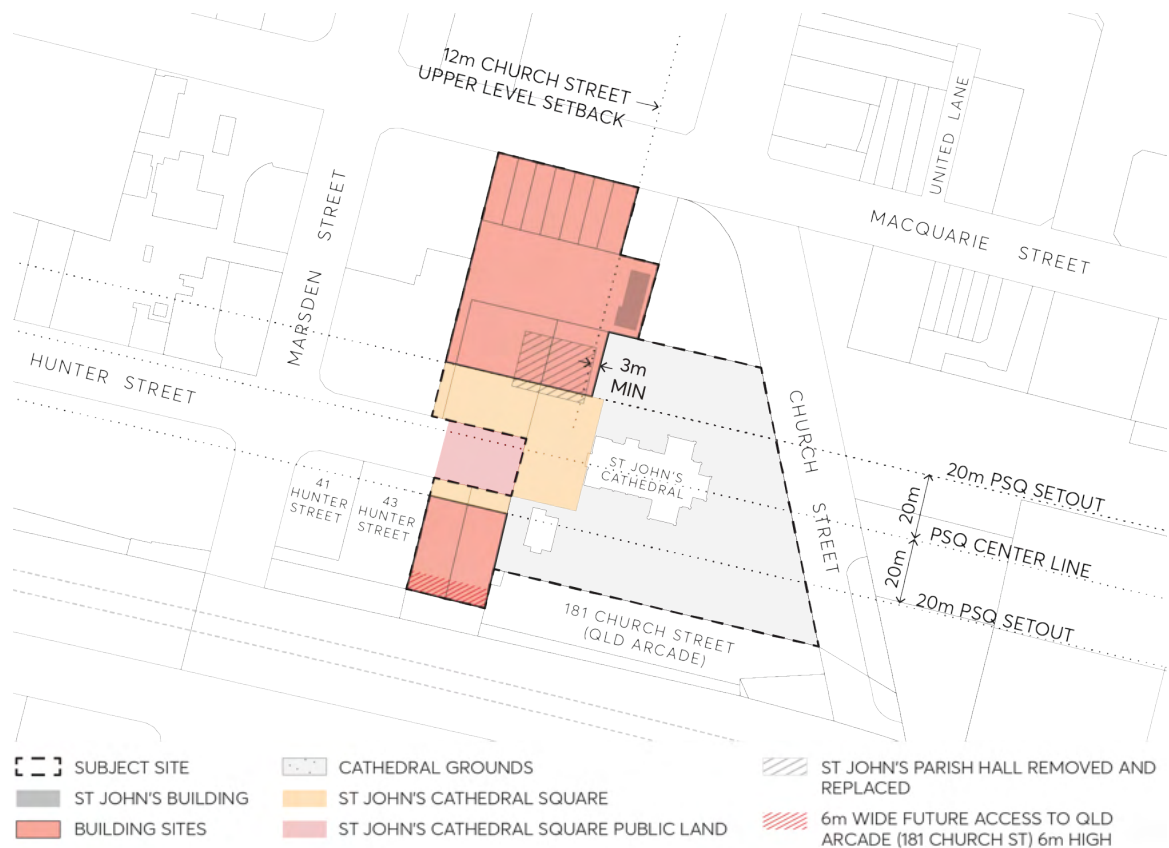 12m CHURCH STREET
UPPER LEVEL SETBACK
UNITED LANE
MARSDEN STREET
MACQUARIE STREET
HUNTER STREET
3m
MIN
CHURCH STREET
ST JOHN'S
CATHEDRAL
41
HUNTER
STREET
43
HUNTER
STREET
20m PSQ SETOUT
20m
PSQ CENTER LINE
20m
20m PSQ SETOUT
181 CHURCH STREET
(QLD ARCADE)
SUBJECT SITE
ST JOHN'S BUILDING
BUILDING SITES
CATHEDRAL GROUNDS
ST JOHN'S CATHEDRAL SQUARE
ST JOHN'S CATHEDRAL SQUARE PUBLIC LAND
ST JOHN'S PARISH HALL REMOVED AND
REPLACED
6m WIDE FUTURE ACCESS TO QLD
ARCADE (181 CHURCH ST) 6m HIGH